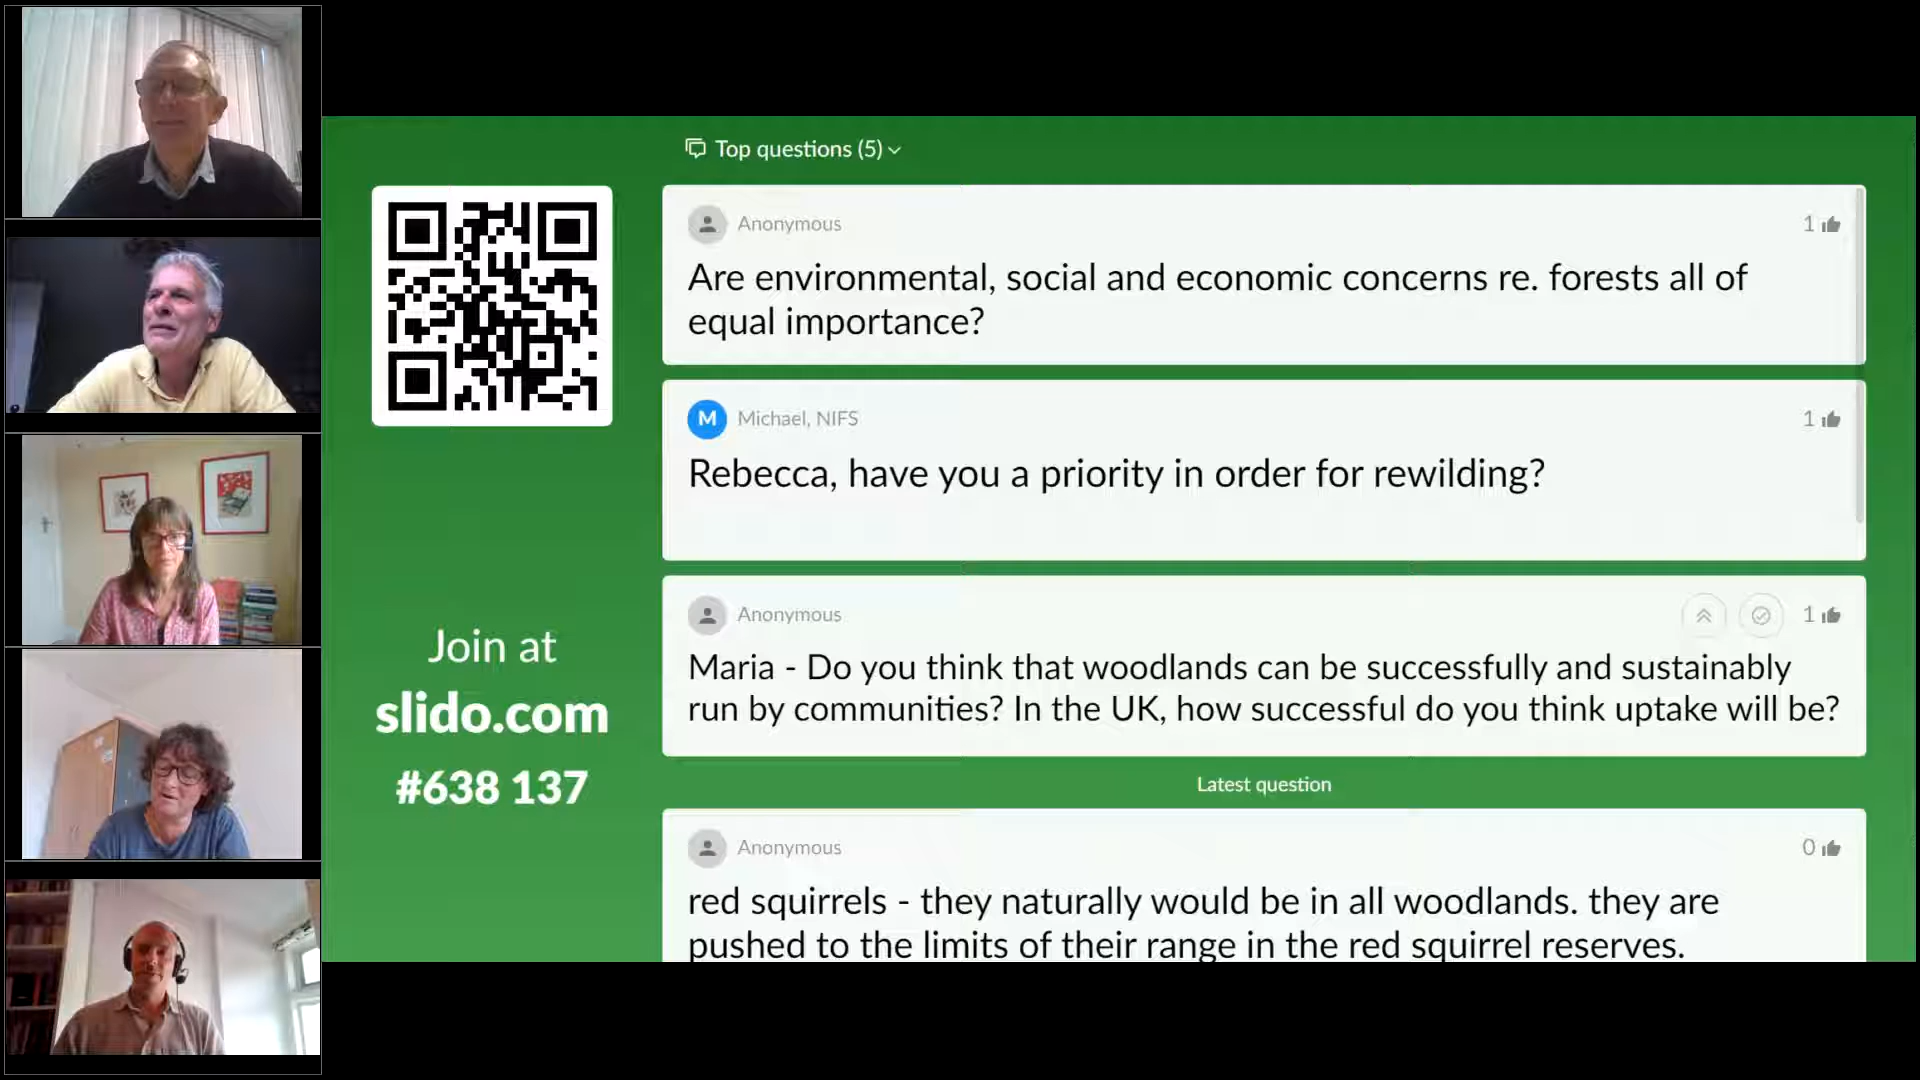 Top questions (5)
Anonymous
1
Are environmental, social and economic concerns re. forests all of
equal importance?
M
Michael, NIFS
1
Rebecca, have you a priority in order for rewilding?
Anonymous
1
Maria - Do you think that woodlands can be successfully and sustainably
run by communities? In the UK, how successful do you think uptake will be?
Latest question
Anonymous
0
red squirrels - they naturally would be in all woodlands. they are
pushed to the limits of their range in the red squirrel reserves.
Join at
slido.com
#638 137